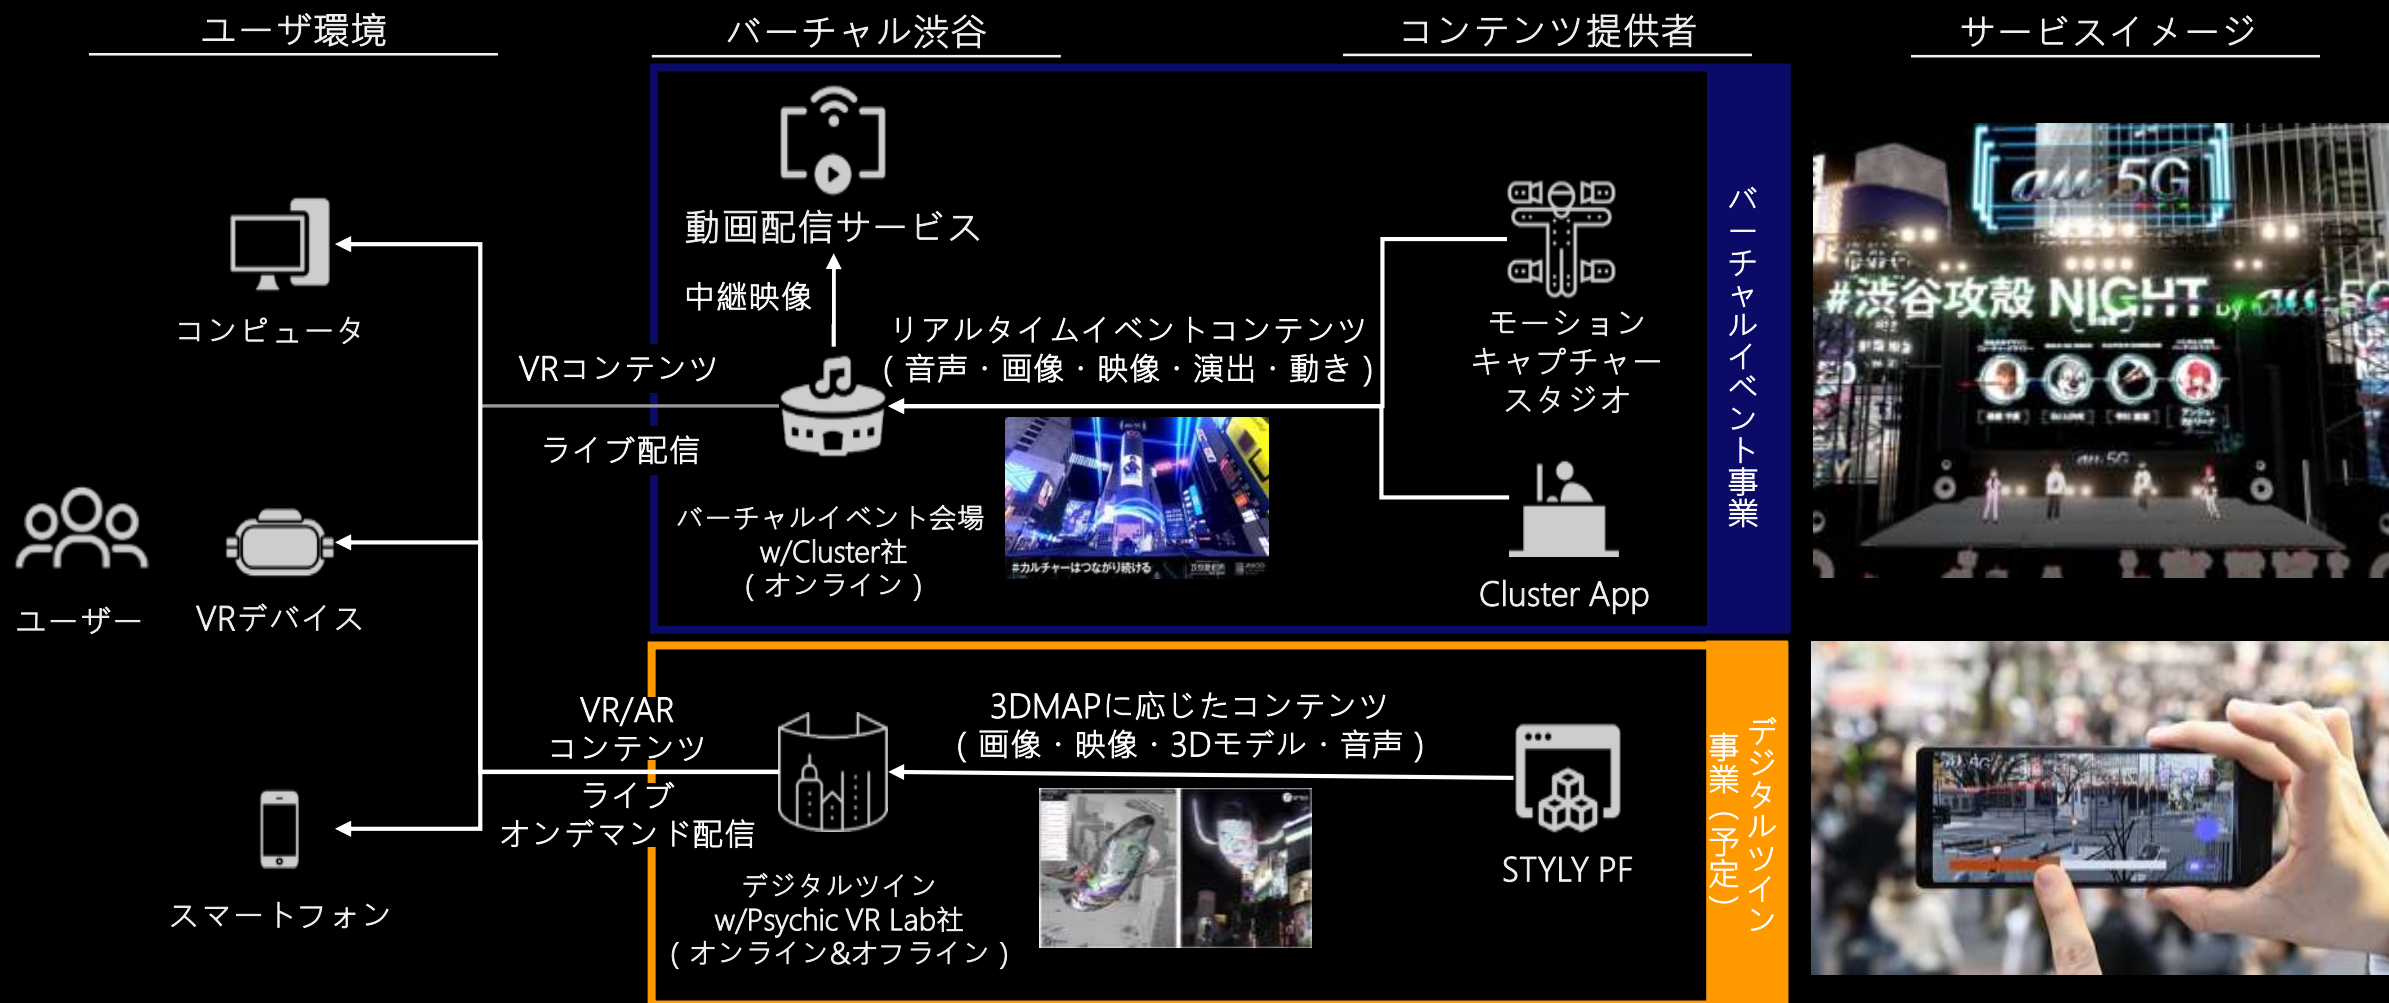 ユーザ環境
バーチャル渋谷
コンテンツ提供者
サービスイメージ
コンピュータ
ユーザー
VRデバイス
スマートフォン
VRコンテンツ
ライブ配信
VR/AR
コンテンツ
ライブ
オンデマンド配信
動画配信サービス
中継映像
リアルタイムイベントコンテンツ
(音声・画像・映像・演出・動き)
バーチャルイベント会場
w/Cluster社
(オンライン)
#カルチャーはつながり続ける
モーション
キャプチャー
スタジオ
Cluster App
バーチャルイベント事業
3DMAPに応じたコンテンツ
(画像・映像・3Dモデル・音声)
デジタルツイン
w/Psychic VR Lab社
(オンライン&オフライン)
STYLY PF
デジタルツイン
事業(予定)
au 5G
#渋谷攻殻 NIGHT by au 5G
au 5G